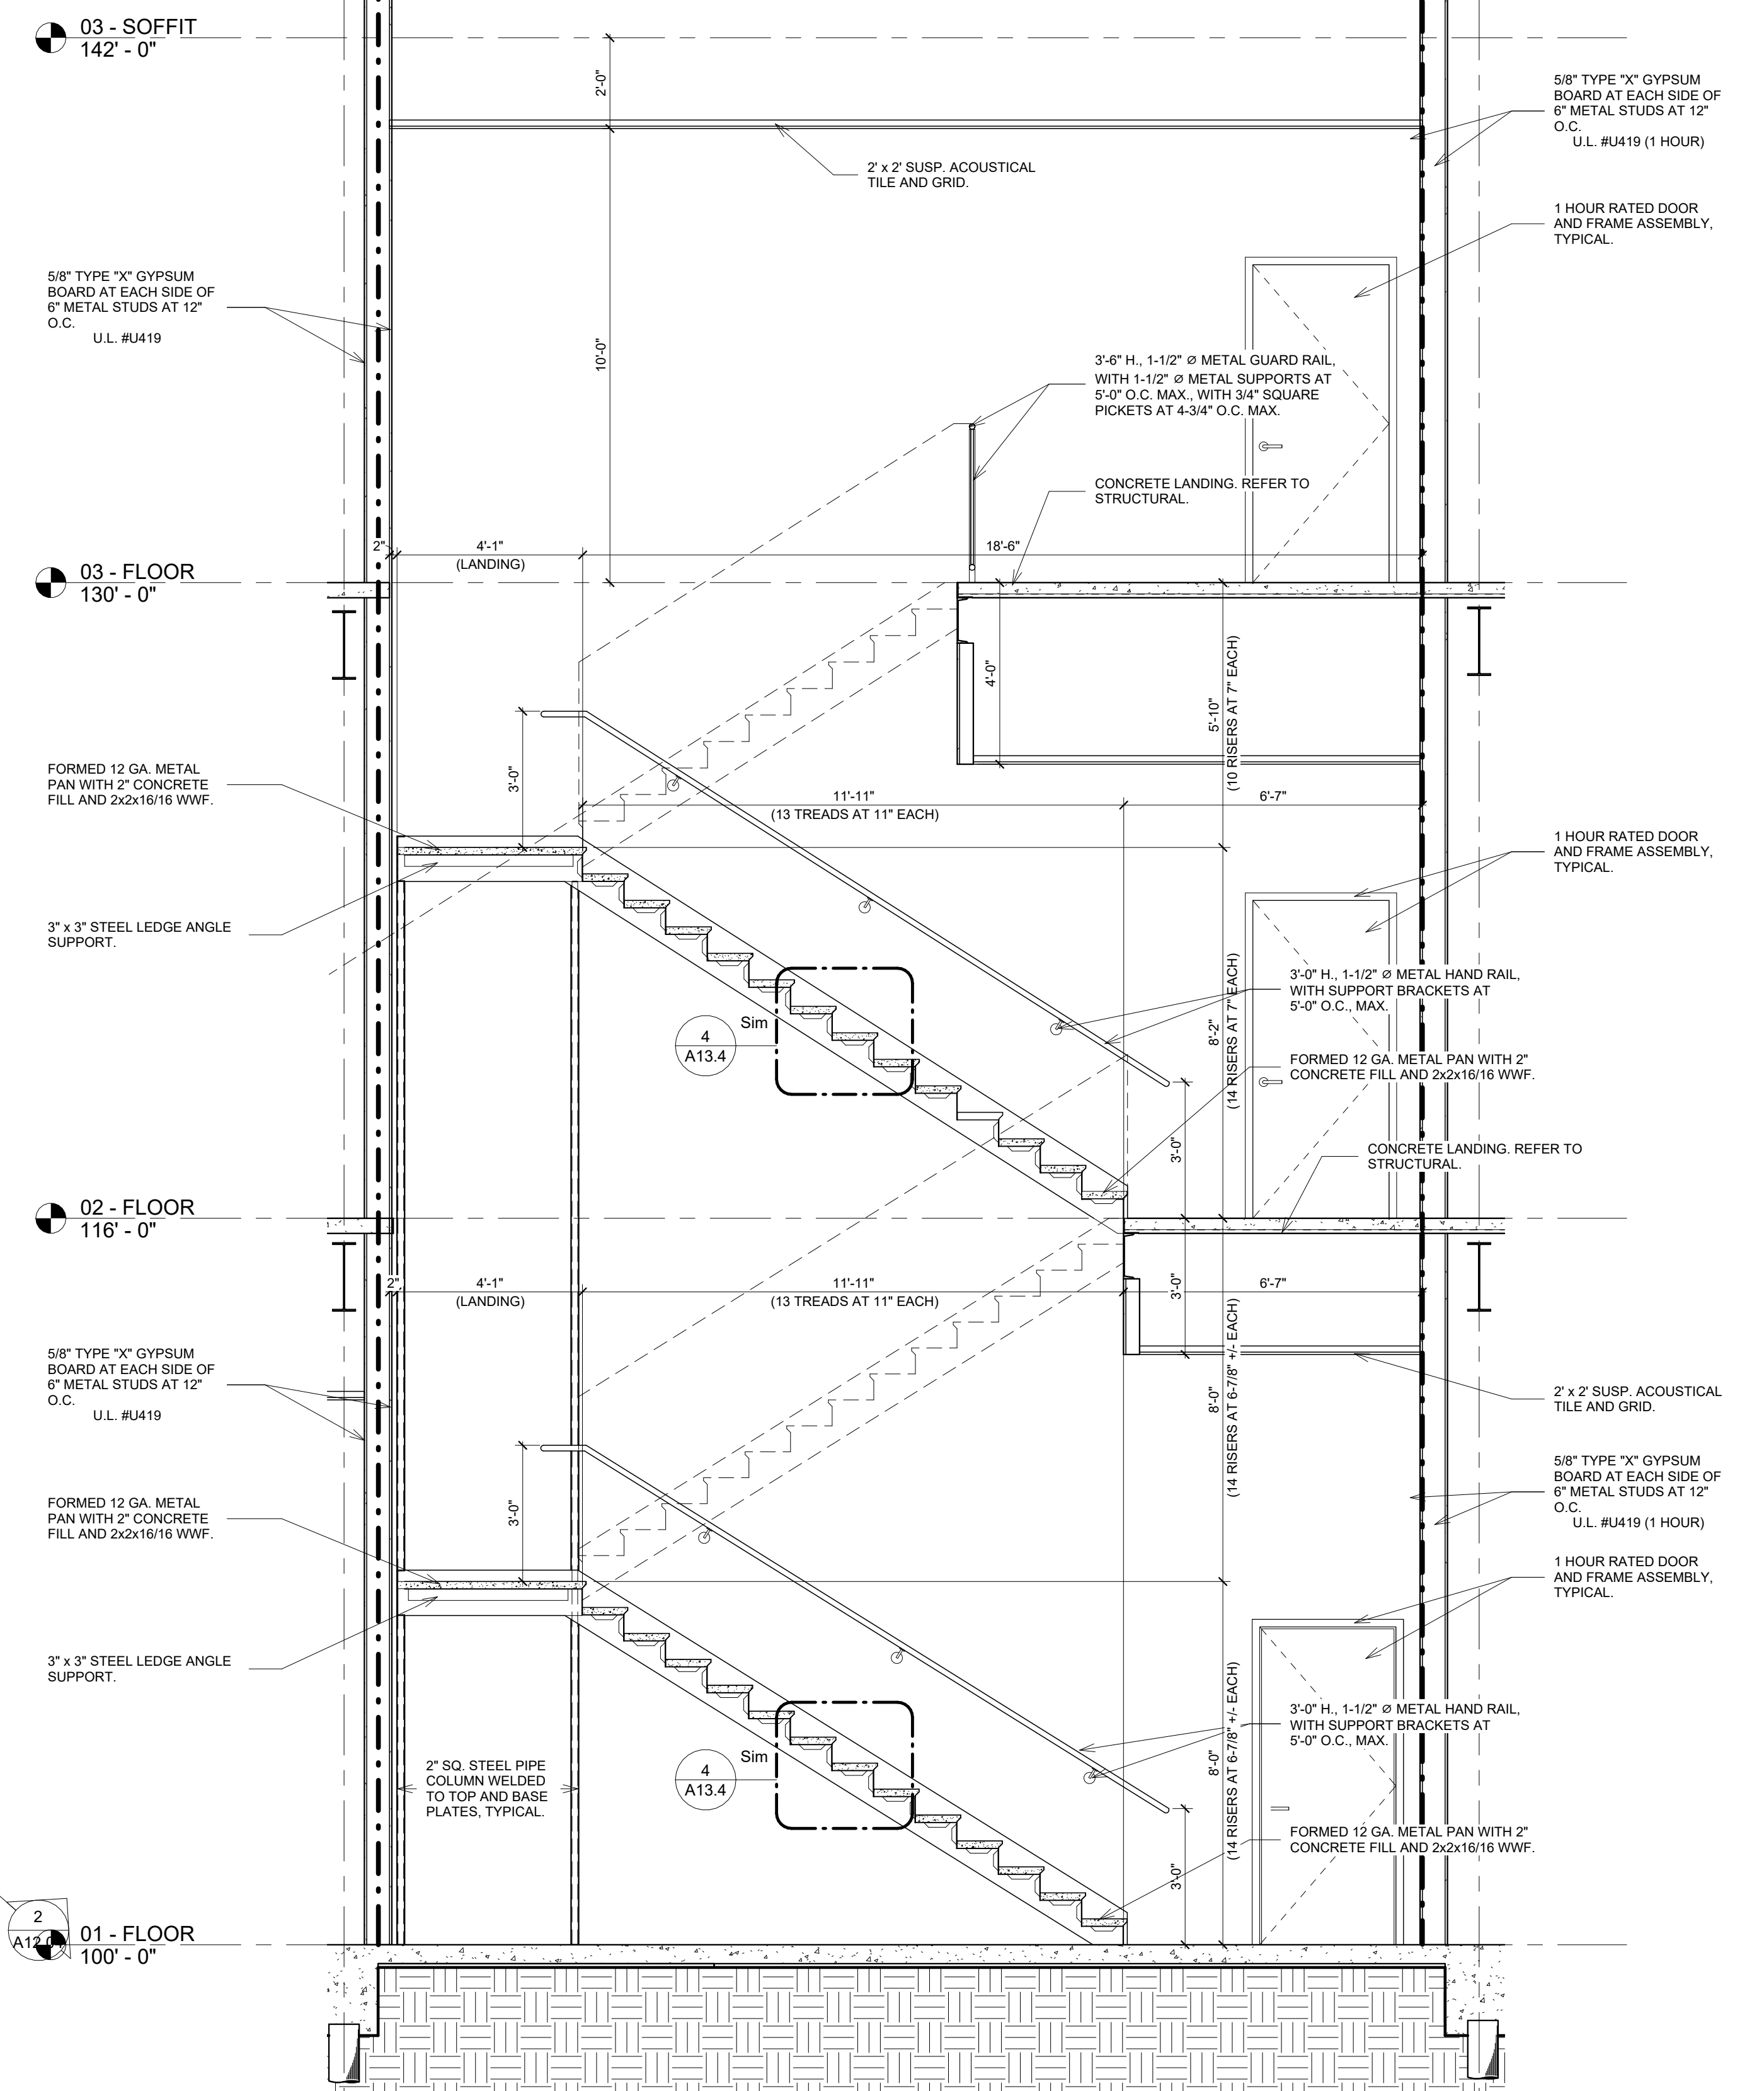 03 - SOFFIT
142' - 0"
2'-0"
5/8" TYPE "X" GYPSUM
BOARD AT EACH SIDE OF
6" METAL STUDS AT 12"
O.C.
U.L. #U419 (1 HOUR)
2' x 2' SUSP. ACOUSTICAL
TILE AND GRID.
1 HOUR RATED DOOR
AND FRAME ASSEMBLY,
TYPICAL.
5/8" TYPE "X" GYPSUM
BOARD AT EACH SIDE OF
6" METAL STUDS AT 12"
O.C.
U.L. #U419
10'-0"
3'-6" H., 1-1/2" ⌀ METAL GUARD RAIL,
WITH 1-1/2" ⌀ METAL SUPPORTS AT
5'-0" O.C. MAX., WITH 3/4" SQUARE
PICKETS AT 4-3/4" O.C. MAX.
CONCRETE LANDING. REFER TO
STRUCTURAL.
2"
4'-1"
(LANDING)
18'-6"
03 - FLOOR
130' - 0"
4'-0"
5'-10"
(10 RISERS AT 7" EACH)
3'-0"
FORMED 12 GA. METAL
PAN WITH 2" CONCRETE
FILL AND 2x2x16/16 WWF.
11'-11"
(13 TREADS AT 11" EACH)
6'-7"
1 HOUR RATED DOOR
AND FRAME ASSEMBLY,
TYPICAL.
3" x 3" STEEL LEDGE ANGLE
SUPPORT.
3'-0" H., 1-1/2" ⌀ METAL HAND RAIL,
WITH SUPPORT BRACKETS AT
5'-0" O.C., MAX.
8'-2"
(14 RISERS AT 7" EACH)
Sim
4
A13.4
FORMED 12 GA. METAL PAN WITH 2"
CONCRETE FILL AND 2x2x16/16 WWF.
3'-0"
CONCRETE LANDING. REFER TO
STRUCTURAL.
02 - FLOOR
116' - 0"
2"
4'-1"
(LANDING)
11'-11"
(13 TREADS AT 11" EACH)
3'-0"
6'-7"
5/8" TYPE "X" GYPSUM
BOARD AT EACH SIDE OF
6" METAL STUDS AT 12"
O.C.
U.L. #U419
8'-0"
(14 RISERS AT 6-7/8" +/- EACH)
2' x 2' SUSP. ACOUSTICAL
TILE AND GRID.
5/8" TYPE "X" GYPSUM
BOARD AT EACH SIDE OF
6" METAL STUDS AT 12"
O.C.
U.L. #U419 (1 HOUR)
FORMED 12 GA. METAL
PAN WITH 2" CONCRETE
FILL AND 2x2x16/16 WWF.
3'-0"
1 HOUR RATED DOOR
AND FRAME ASSEMBLY,
TYPICAL.
3" x 3" STEEL LEDGE ANGLE
SUPPORT.
3'-0" H., 1-1/2" ⌀ METAL HAND RAIL,
WITH SUPPORT BRACKETS AT
5'-0" O.C., MAX.
8'-0"
(14 RISERS AT 6-7/8" +/- EACH)
Sim
4
A13.4
2" SQ. STEEL PIPE
COLUMN WELDED
TO TOP AND BASE
PLATES, TYPICAL.
FORMED 12 GA. METAL PAN WITH 2"
CONCRETE FILL AND 2x2x16/16 WWF.
3'-0"
2
01 - FLOOR
100' - 0"